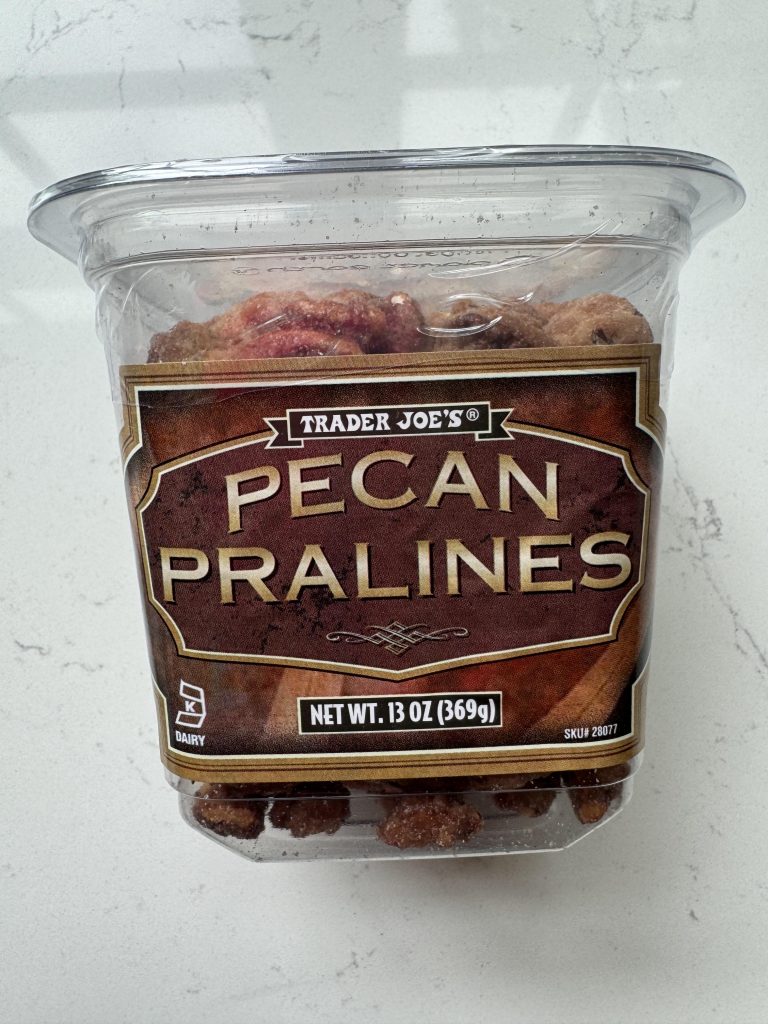 TRADER JOE'S®
PECAN
PRALINES
K
DAIRY
NET WT. 13 OZ (369g)
SKU# 28077